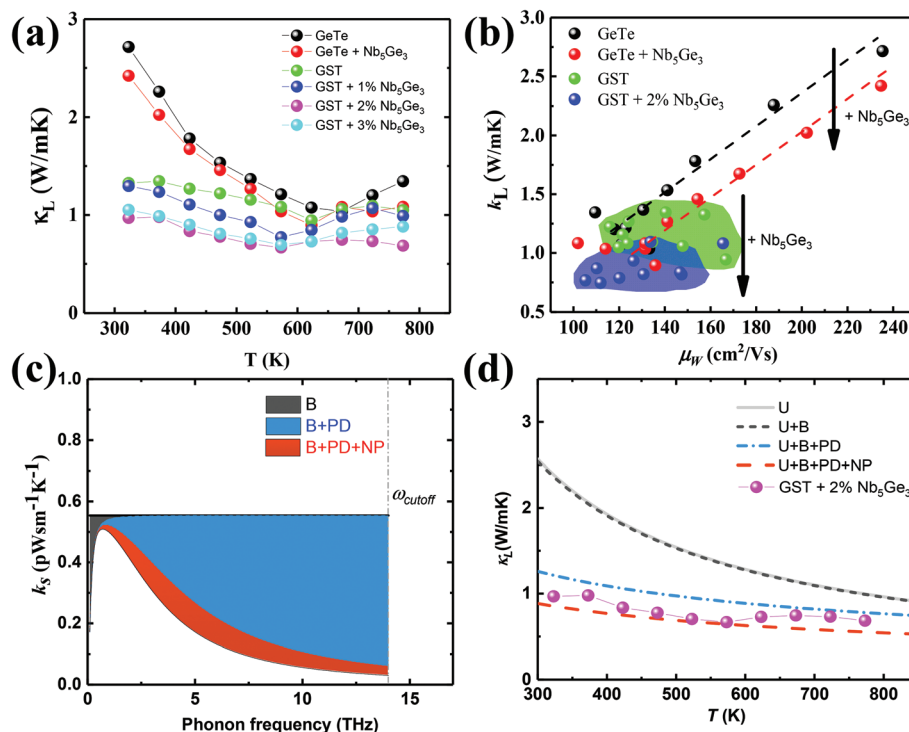 (a)
GeTe
GeTe + Nb₅Ge₃
GST
GST + 1% Nb₅Ge₃
GST + 2% Nb₅Ge₃
GST + 3% Nb₅Ge₃
κL (W/mK)
3
2
1
0
300 400 500 600 700 800
T (K)
(b)
GeTe
GeTe + Nb₅Ge₃
GST
GST + 2% Nb₅Ge₃
+ Nb₅Ge₃
+ Nb₅Ge₃
kL (W/mK)
3.0
2.5
2.0
1.5
1.0
0.5
100 120 140 160 180 200 220 240
μW (cm²/Vs)
(c)
B
B+PD
B+PD+NP
ωcutoff
kS (pWsm⁻¹K⁻¹)
1.0
0.8
0.6
0.4
0.2
0.0
0 5 10 15
Phonon frequency (THz)
(d)
U
U+B
U+B+PD
U+B+PD+NP
GST + 2% Nb₅Ge₃
κL(W/mK)
3
2
1
0
300 400 500 600 700 800
T (K)